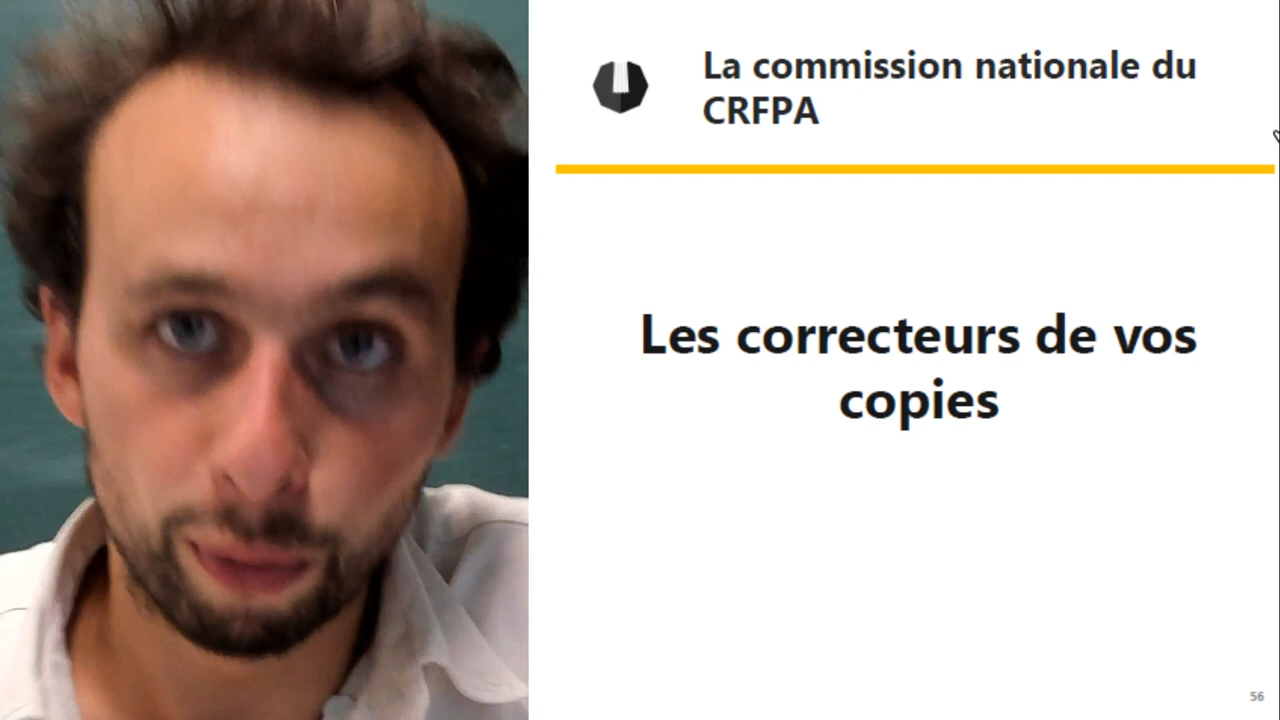 La commission nationale du
CRFPA
Les correcteurs de vos
copies
56